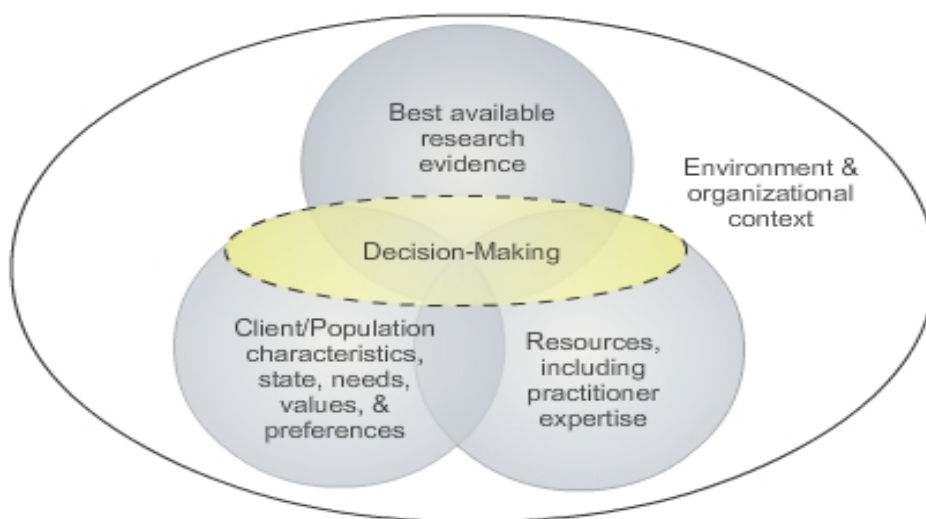 Best available
research
evidence
Environment &
organizational
context
Decision-Making
Client/Population
characteristics,
state, needs,
values, &
preferences
Resources,
including
practitioner
expertise